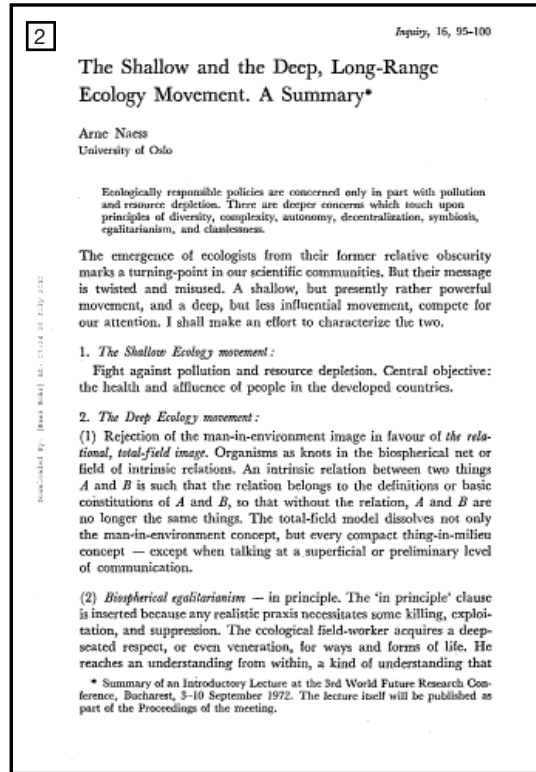 2
Inquiry, 16, 95-100
The Shallow and the Deep, Long-Range
Ecology Movement. A Summary*
Arne Naess
University of Oslo
Ecologically responsible policies are concerned only in part with pollution
and resource depletion. There are deeper concerns which touch upon
principles of diversity, complexity, autonomy, decentralization, symbiosis,
egalitarianism, and classlessness.
The emergence of ecologists from their former relative obscurity
marks a turning-point in our scientific communities. But their message
is twisted and misused. A shallow, but presently rather powerful
movement, and a deep, but less influential movement, compete for
our attention. I shall make an effort to characterize the two.
1. The Shallow Ecology movement:
Fight against pollution and resource depletion. Central objective:
the health and affluence of people in the developed countries.
2. The Deep Ecology movement:
(1) Rejection of the man-in-environment image in favour of the rela-
tional, total-field image. Organisms as knots in the biospherical net or
field of intrinsic relations. An intrinsic relation between two things
A and B is such that the relation belongs to the definitions or basic
constitutions of A and B, so that without the relation, A and B are
no longer the same things. The total-field model dissolves not only
the man-in-environment concept, but every compact thing-in-milieu
concept — except when talking at a superficial or preliminary level
of communication.
(2) Biospherical egalitarianism — in principle. The 'in principle' clause
is inserted because any realistic praxis necessitates some killing, exploi-
tation, and suppression. The ecological field-worker acquires a deep-
seated respect, or even veneration, for ways and forms of life. He
reaches an understanding from within, a kind of understanding that
* Summary of an Introductory Lecture at the 3rd World Future Research Con-
ference, Bucharest, 3-10 September 1972. The lecture itself will be published as
part of the Proceedings of the meeting.
Downloaded By: